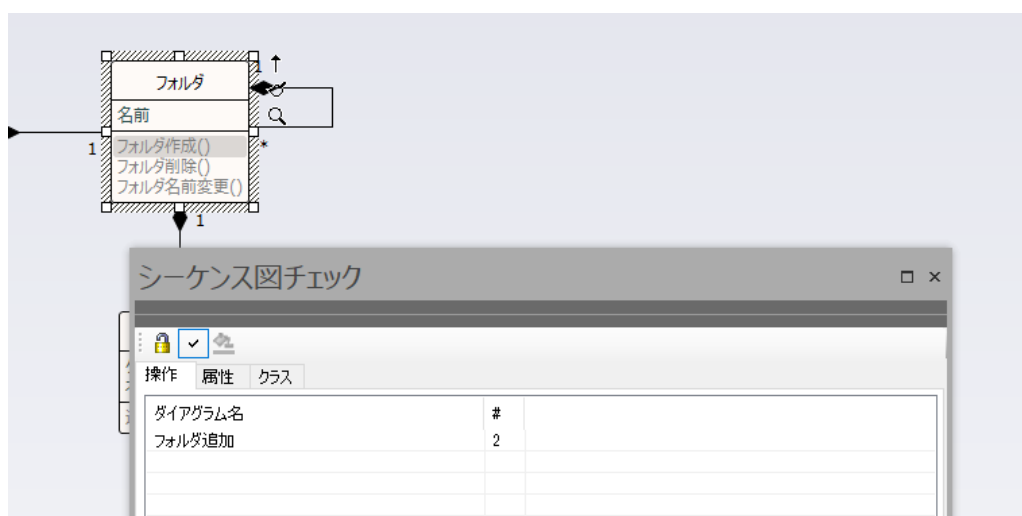 フォルダ
1
名前
1
フォルダ作成()
*
フォルダ削除()
フォルダ名前変更()
1
シーケンス図チェック
操作
属性
クラス
ダイアグラム名 #
フォルダ追加 2